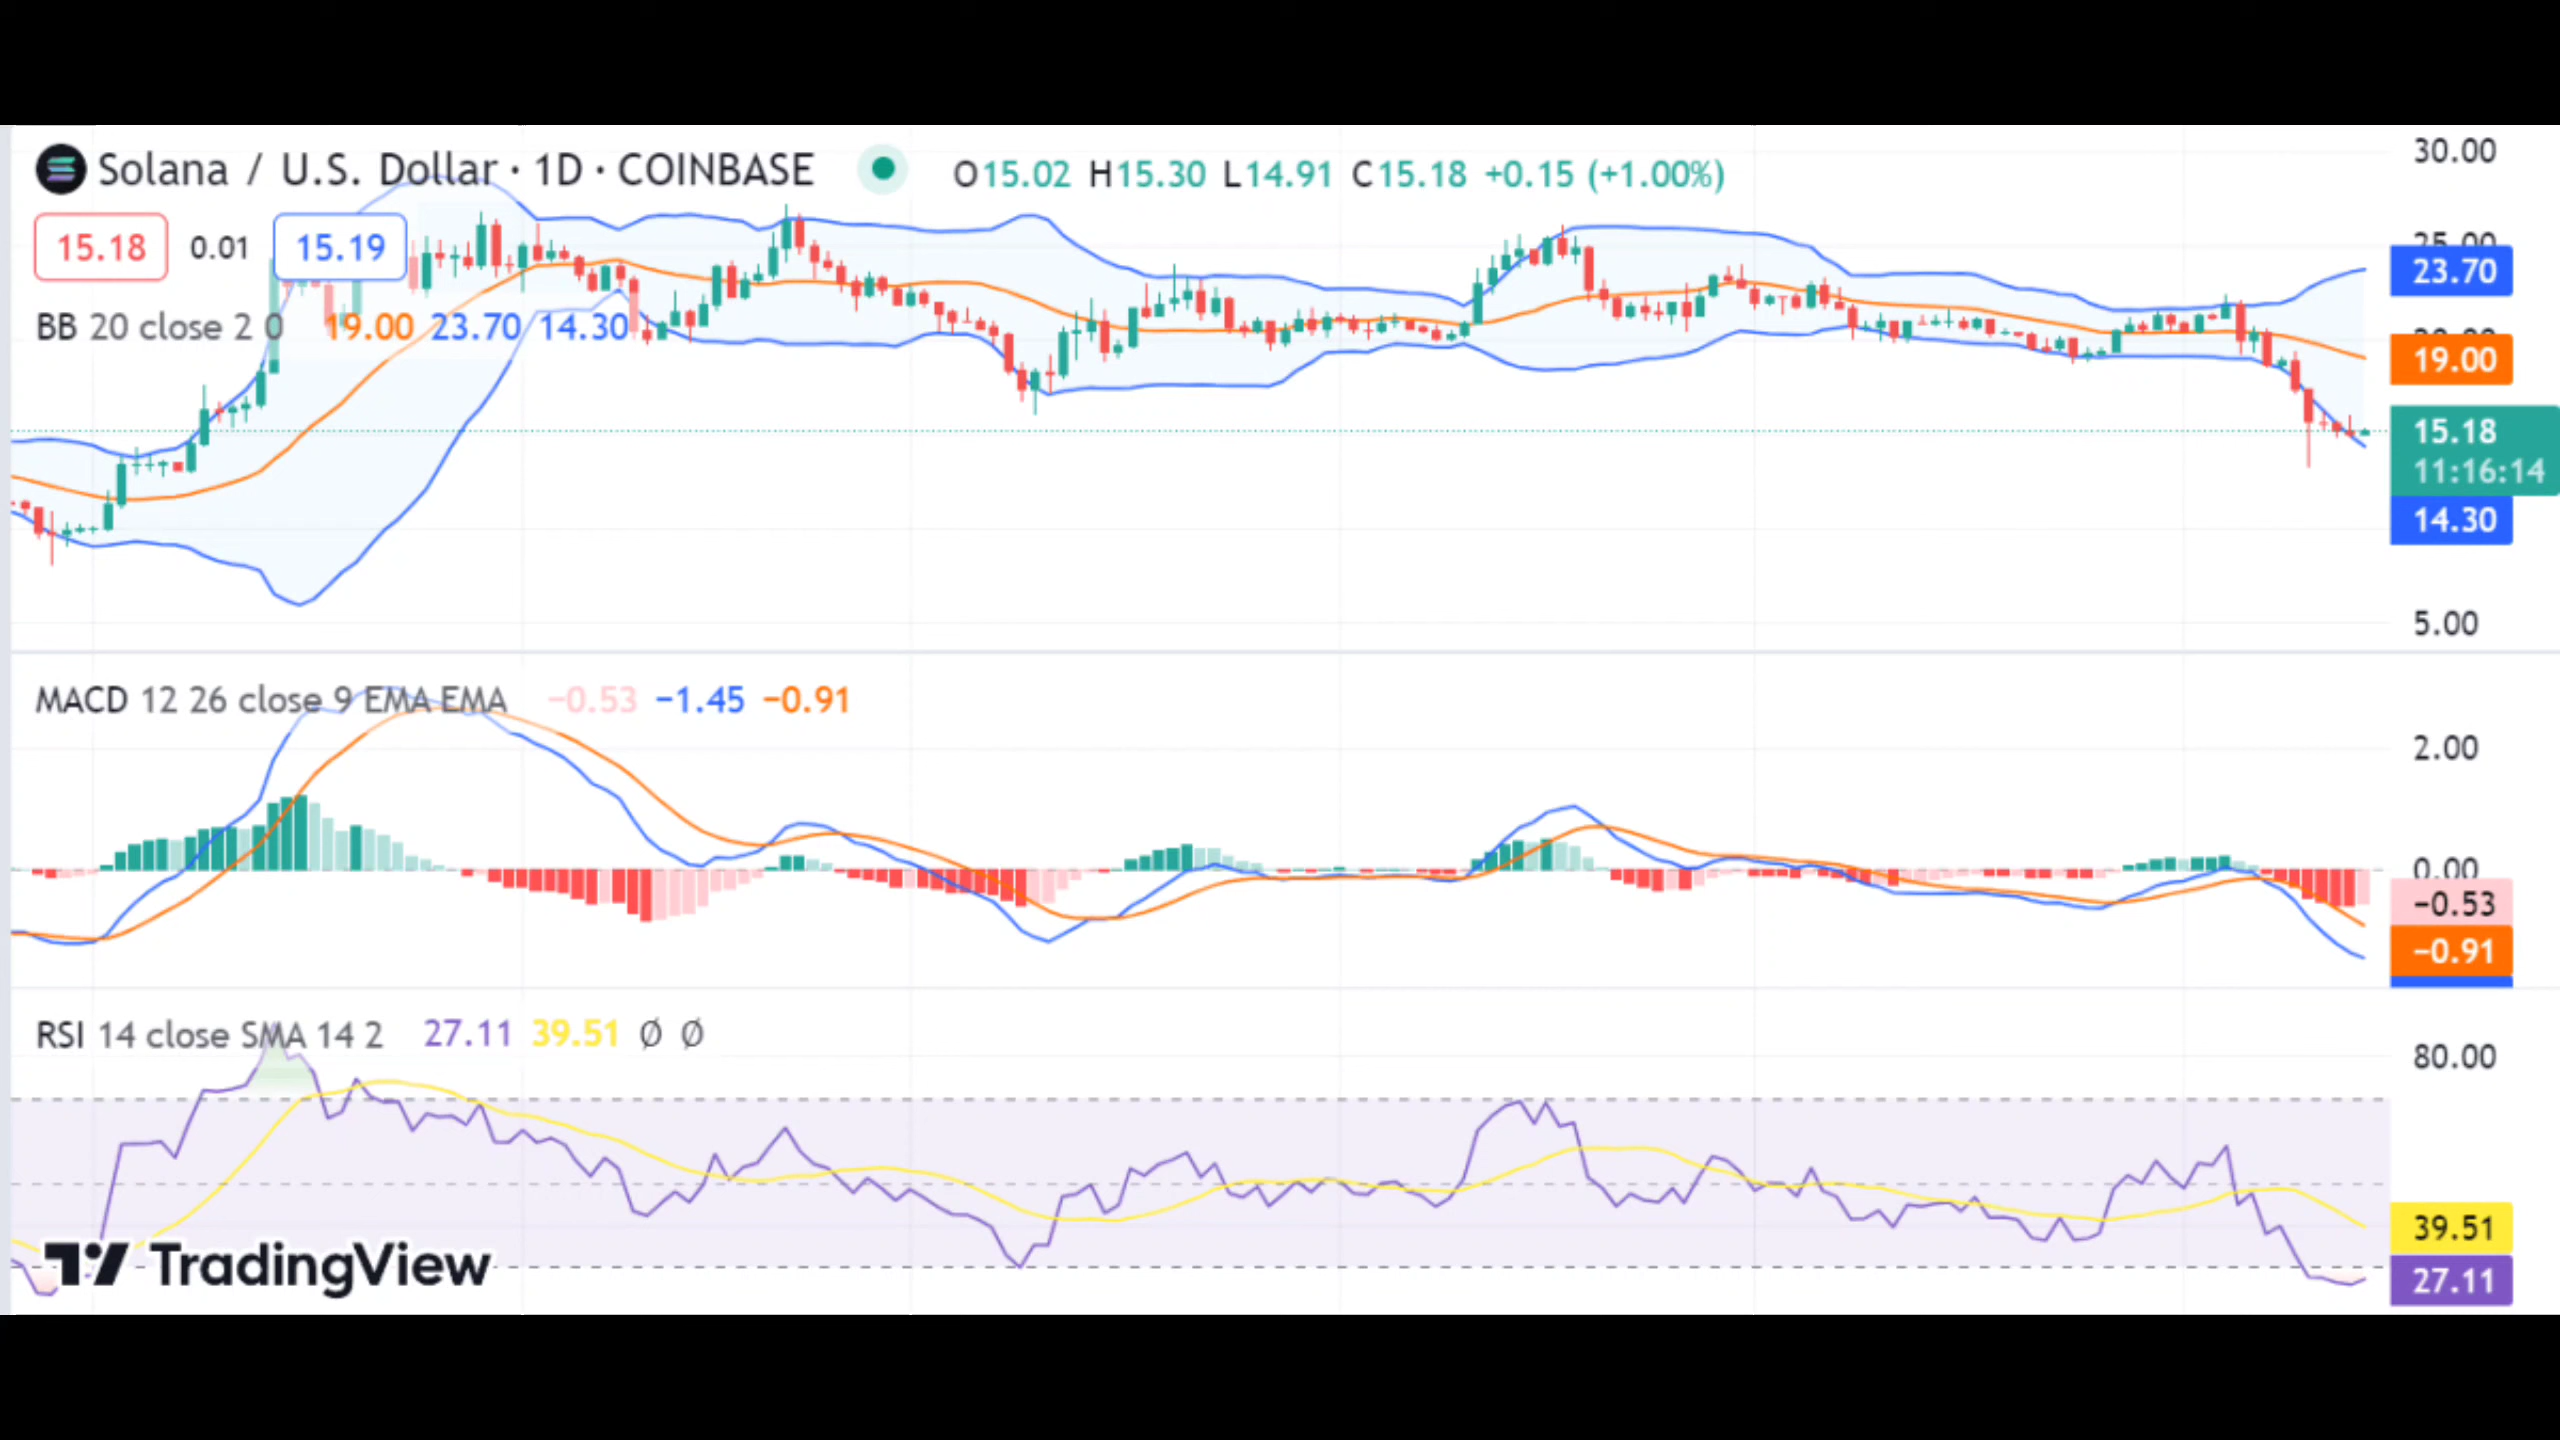 Solana / U.S. Dollar · 1D · COINBASE O15.02 H15.30 L14.91 C15.18 +0.15 (+1.00%)
15.18 0.01 15.19
BB 20 close 2 0 19.00 23.70 14.30
30.00
25.00
23.70
20.00
19.00
15.18
11:16:14
14.30
5.00
MACD 12 26 close 9 EMA EMA −0.53 −1.45 −0.91
2.00
0.00
−0.53
−0.91
RSI 14 close SMA 14 2 27.11 39.51 Ø Ø
80.00
39.51
27.11
TradingView